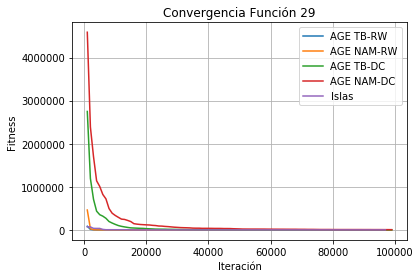 Convergencia Función 29
AGE TB-RW
AGE NAM-RW
AGE TB-DC
AGE NAM-DC
Islas
Fitness
4000000
3000000
2000000
1000000
0
0 20000 40000 60000 80000 100000
Iteración